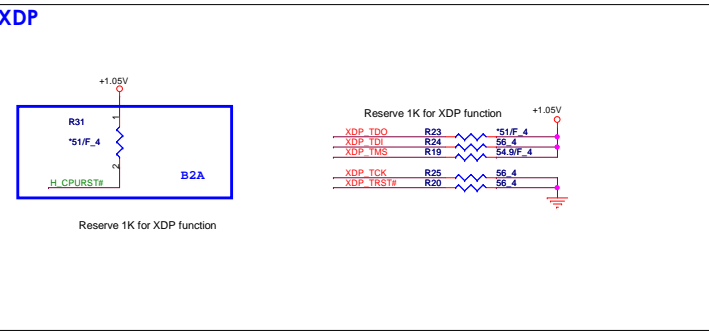 XDP
+1.05V
R31
1
*51/F_4
2
H_CPURST#
B2A
Reserve 1K for XDP function
Reserve 1K for XDP function
+1.05V
XDP_TDO R23 *51/F_4
XDP_TDI R24 56_4
XDP_TMS R19 54.9/F_4
XDP_TCK R25 56_4
XDP_TRST# R20 56_4